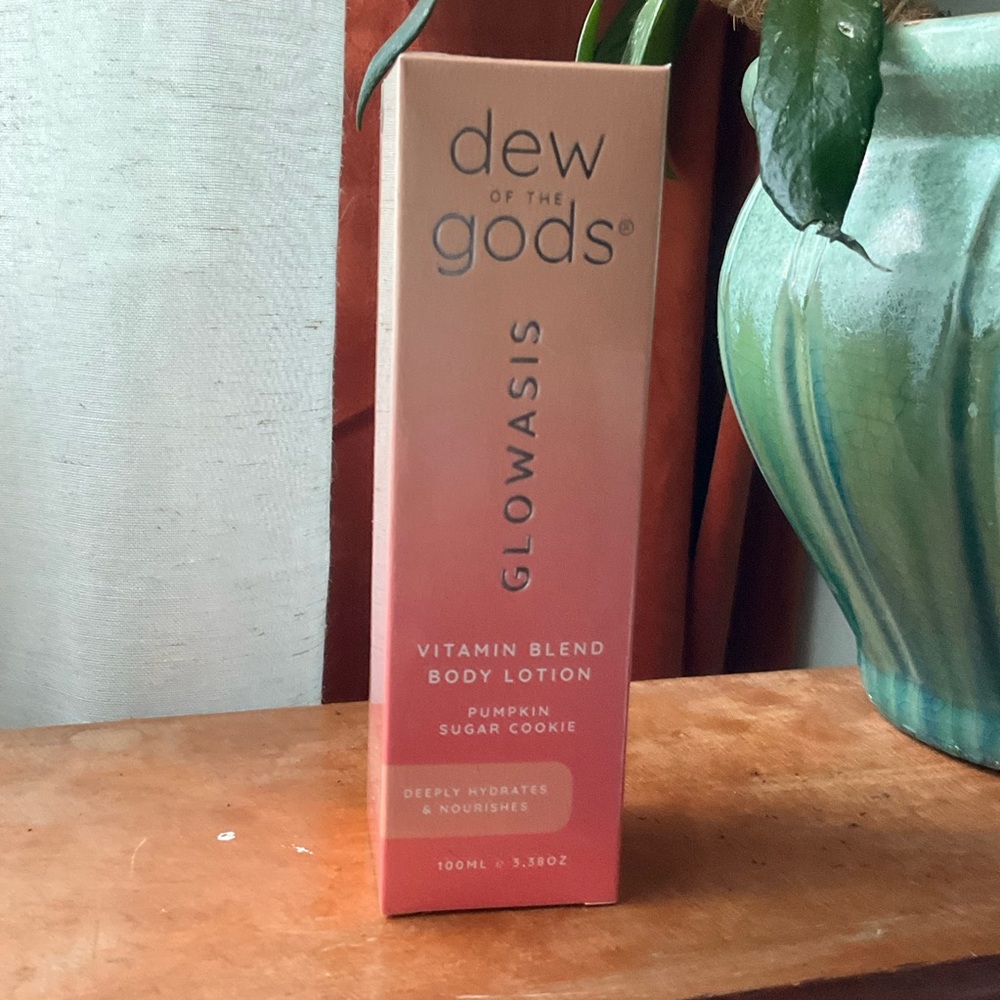 dew
OF THE
gods®
GLOWASIS
VITAMIN BLEND
BODY LOTION
PUMPKIN
SUGAR COOKIE
DEEPLY HYDRATES
& NOURISHES
100ML e 3.38OZ